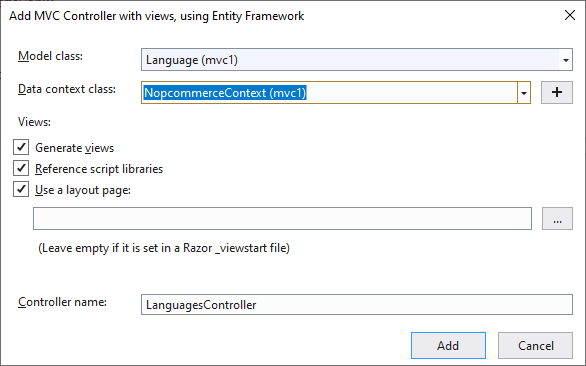 Add MVC Controller with views, using Entity Framework
Model class: Language (mvc1)
Data context class: NopcommerceContext (mvc1) +
Views:
Generate views
Reference script libraries
Use a layout page:
...
(Leave empty if it is set in a Razor _viewstart file)
Controller name: LanguagesController
Add Cancel